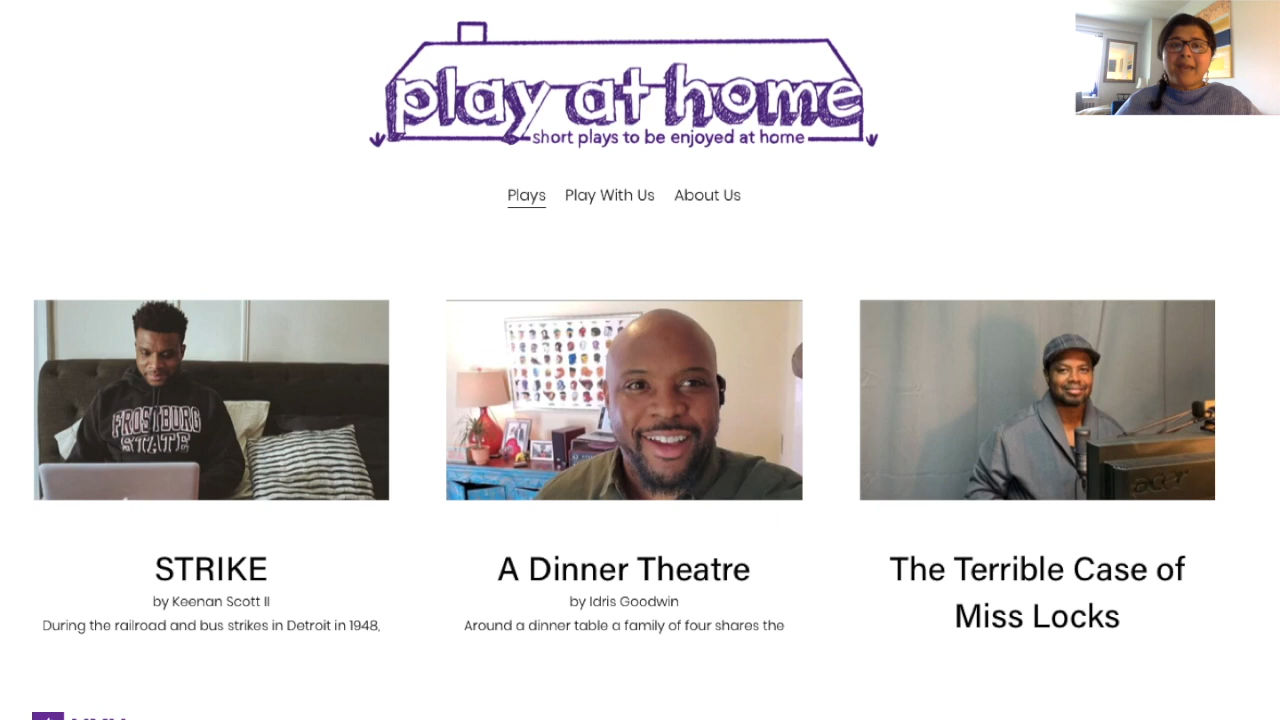 play at home
short plays to be enjoyed at home
Plays Play With Us About Us
FROSTBURG
STATE
acer
STRIKE
A Dinner Theatre
The Terrible Case of
Miss Locks
by Keenan Scott II
by Idris Goodwin
During the railroad and bus strikes in Detroit in 1948,
Around a dinner table a family of four shares the